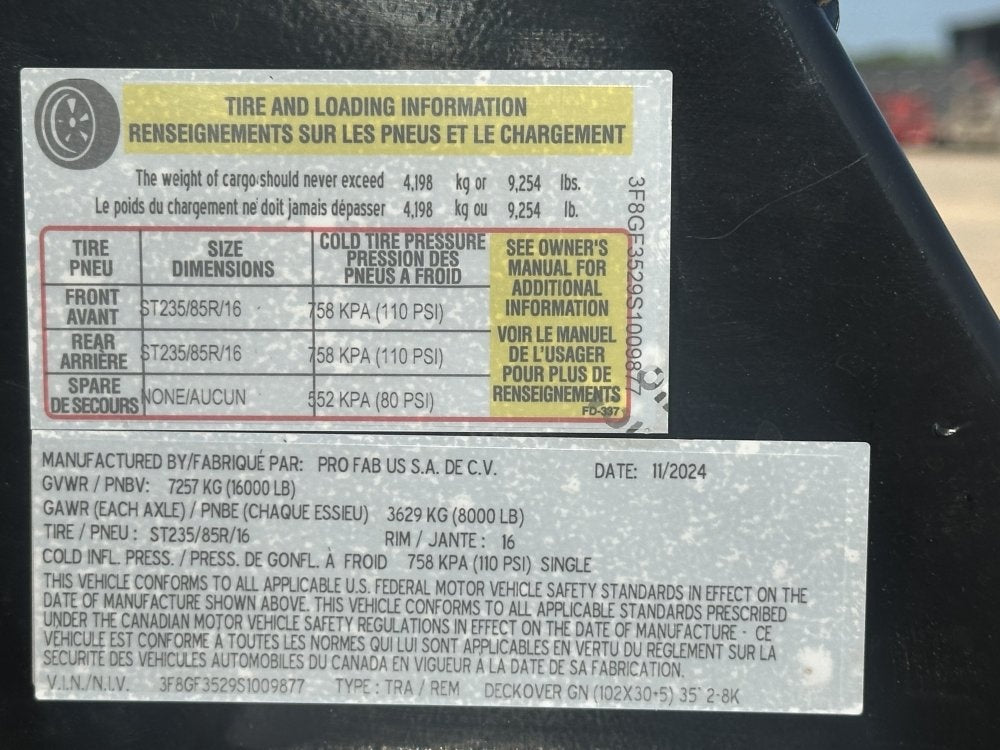 TIRE AND LOADING INFORMATION
RENSEIGNEMENTS SUR LES PNEUS ET LE CHARGEMENT
The weight of cargo should never exceed 4,198 kg or 9,254 lbs.
Le poids du chargement ne doit jamais dépasser 4,198 kg ou 9,254 lb.
TIRE PNEU SIZE DIMENSIONS COLD TIRE PRESSURE PRESSION DES PNEUS A FROID
FRONT AVANT ST235/85R/16 758 KPA (110 PSI)
REAR ARRIÈRE ST235/85R/16 758 KPA (110 PSI)
SPARE DE SECOURS NONE/AUCUN 552 KPA (80 PSI)
SEE OWNER'S
MANUAL FOR
ADDITIONAL
INFORMATION
VOIR LE MANUEL
DE L'USAGER
POUR PLUS DE
RENSEIGNEMENTS
FD-337
3F8GF3529S1009877
MANUFACTURED BY/FABRIQUÉ PAR: PRO FAB US S.A. DE C.V. DATE: 11/2024
GVWR / PNBV: 7257 KG (16000 LB)
GAWR (EACH AXLE) / PNBE (CHAQUE ESSIEU) 3629 KG (8000 LB)
TIRE / PNEU : ST235/85R/16 RIM / JANTE : 16
COLD INFL. PRESS. / PRESS. DE GONFL. À FROID 758 KPA (110 PSI) SINGLE
THIS VEHICLE CONFORMS TO ALL APPLICABLE U.S. FEDERAL MOTOR VEHICLE SAFETY STANDARDS IN EFFECT ON THE
DATE OF MANUFACTURE SHOWN ABOVE. THIS VEHICLE CONFORMS TO ALL APPLICABLE STANDARDS PRESCRIBED
UNDER THE CANADIAN MOTOR VEHICLE SAFETY REGULATIONS IN EFFECT ON THE DATE OF MANUFACTURE - CE
VÉHICULE EST CONFORME À TOUTES LES NORMES QUI LUI SONT APPLICABLES EN VERTU DU RÈGLEMENT SUR LA
SÉCURITÉ DES VÉHICULES AUTOMOBILES DU CANADA EN VIGUEUR À LA DATE DE SA FABRICATION.
V.I.N./N.I.V. 3F8GF3529S1009877 TYPE : TRA / REM DECKOVER GN (102X30+5) 35' 2-8K